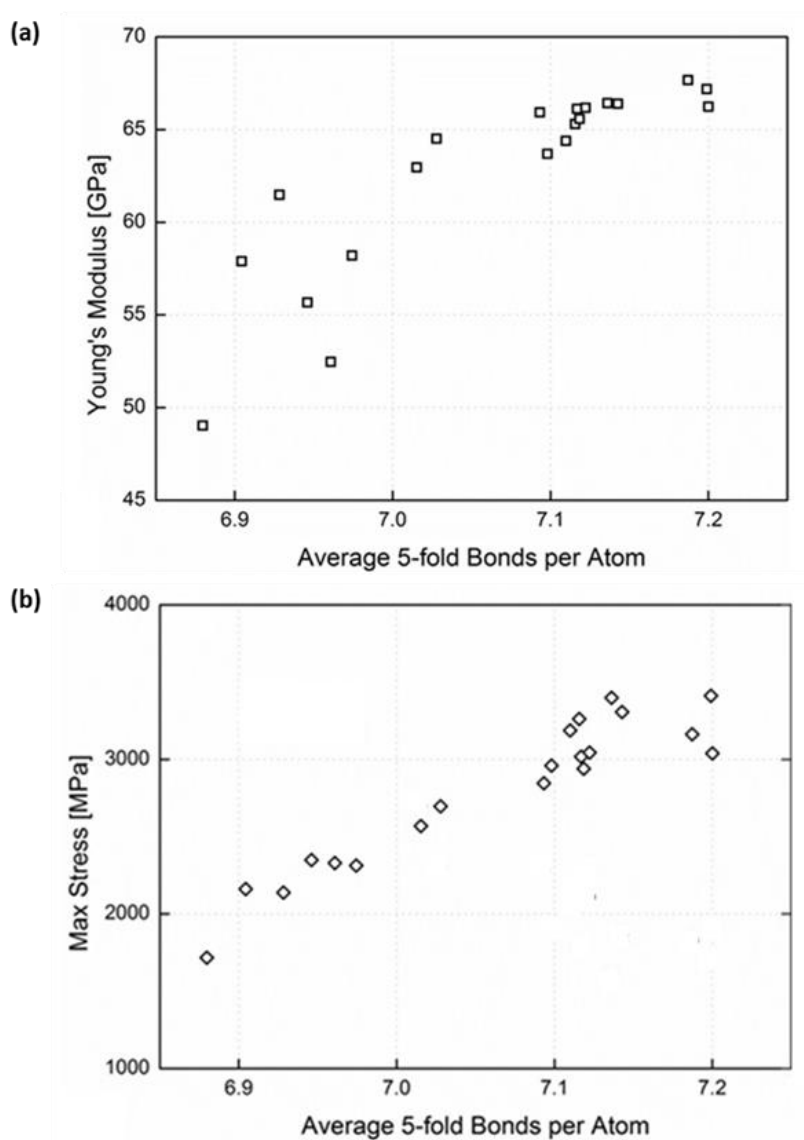 (a)
70
65
60
55
50
45
Young's Modulus [GPa]
6.9 7.0 7.1 7.2
Average 5-fold Bonds per Atom
(b)
4000
3000
2000
1000
Max Stress [MPa]
6.9 7.0 7.1 7.2
Average 5-fold Bonds per Atom